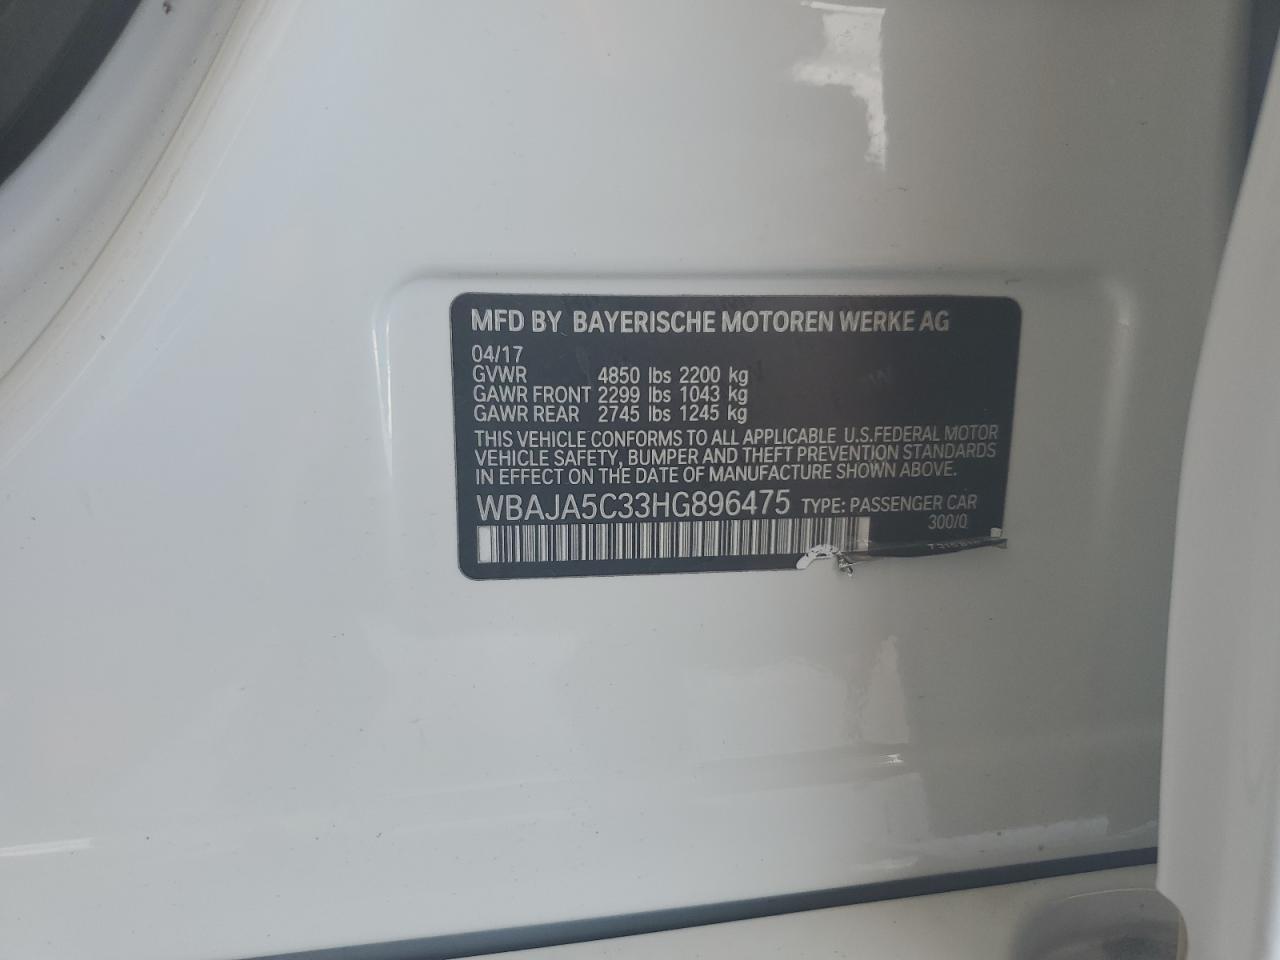 MFD BY BAYERISCHE MOTOREN WERKE AG
04/17
GVWR 4850 lbs 2200 kg
GAWR FRONT 2299 lbs 1043 kg
GAWR REAR 2745 lbs 1245 kg
THIS VEHICLE CONFORMS TO ALL APPLICABLE U.S.FEDERAL MOTOR
VEHICLE SAFETY, BUMPER AND THEFT PREVENTION STANDARDS
IN EFFECT ON THE DATE OF MANUFACTURE SHOWN ABOVE.
WBAJA5C33HG896475 TYPE: PASSENGER CAR
300/0